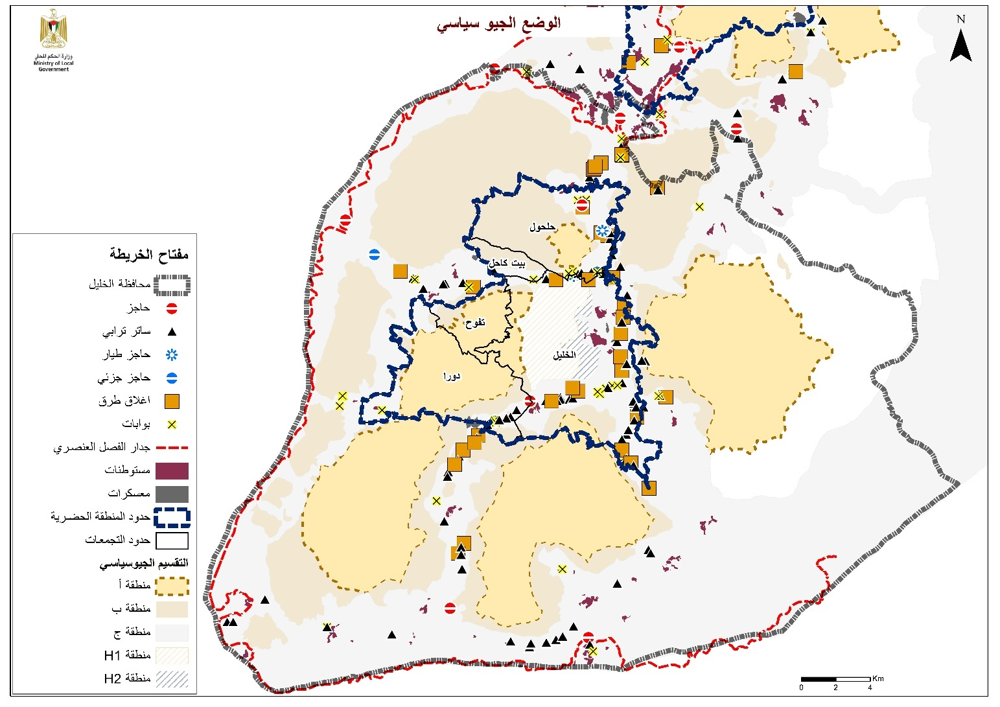 الوضع الجيو سياسي
وزارة الحكم المحلي
Ministry of Local
Government
N
حلحول
بيت كاحل
تفوح
الخليل
دورا
مفتاح الخريطة
محافظة الخليل
حاجز
ساتر ترابي
حاجز طيار
حاجز جزئي
اغلاق طرق
بوابات
جدار الفصل العنصري
مستوطنات
معسكرات
حدود المنطقة الحضرية
حدود التجمعات
التقسيم الجيوسياسي
منطقة أ
منطقة ب
منطقة ج
منطقة H1
منطقة H2
Km
0 2 4